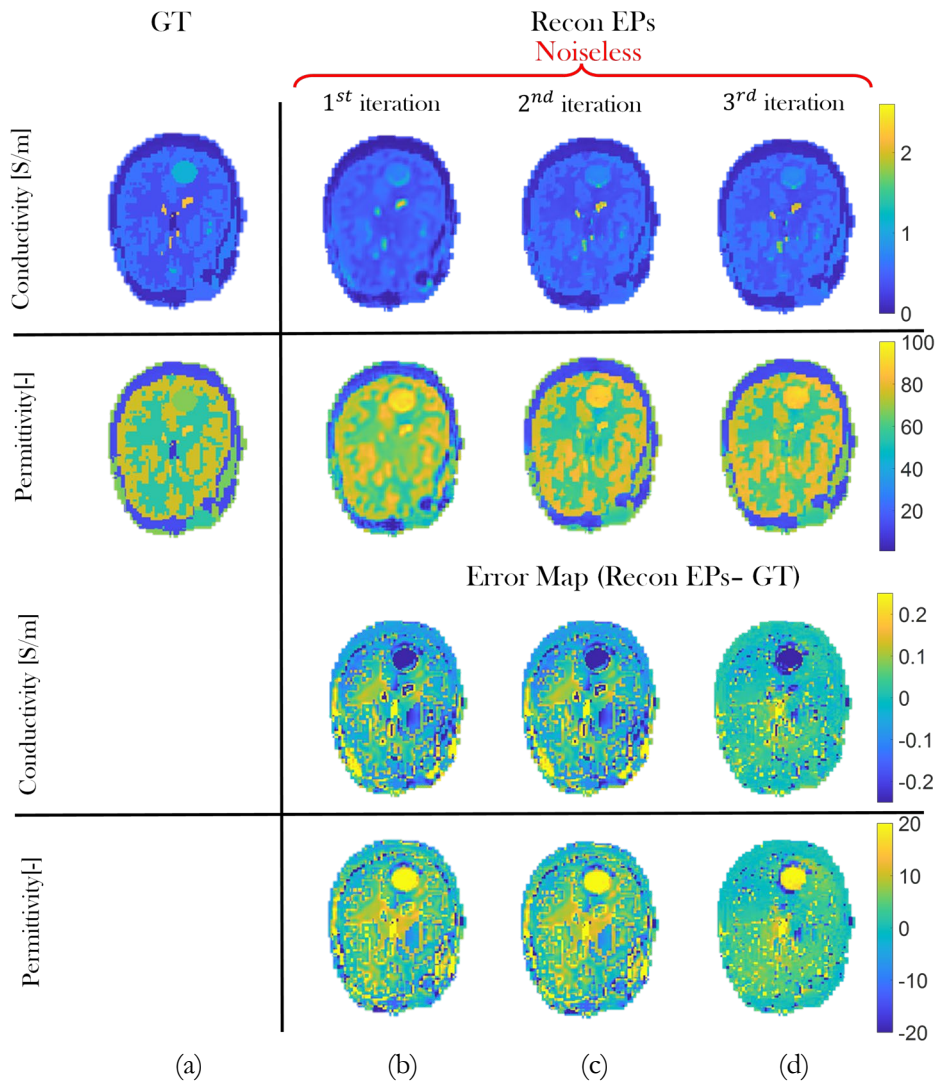 GT
Recon EPs
Noiseless
1st iteration
2nd iteration
3rd iteration
Conductivity [S/m]
2
1
0
Permittivity[-]
100
80
60
40
20
Error Map (Recon EPs– GT)
Conductivity [S/m]
0.2
0.1
0
-0.1
-0.2
Permittivity[-]
20
10
0
-10
-20
(a)
(b)
(c)
(d)